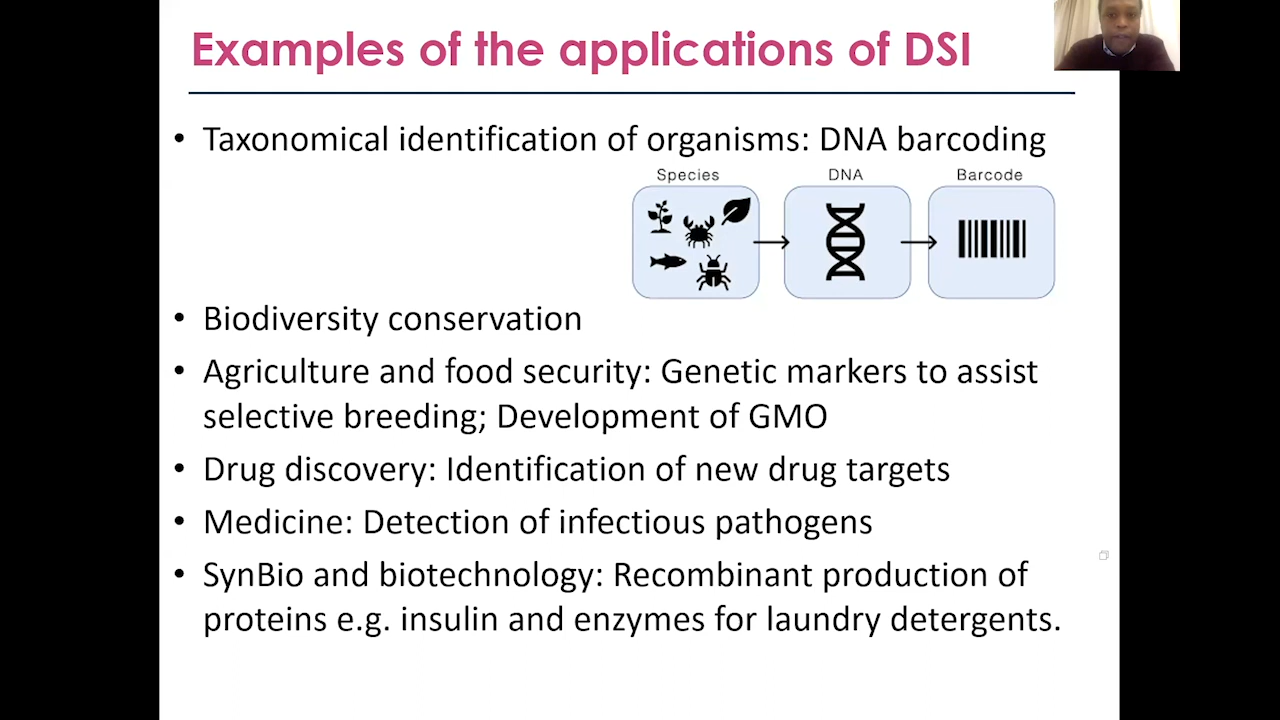 Examples of the applications of DSI
• Taxonomical identification of organisms: DNA barcoding
Species DNA Barcode
• Biodiversity conservation
• Agriculture and food security: Genetic markers to assist
selective breeding; Development of GMO
• Drug discovery: Identification of new drug targets
• Medicine: Detection of infectious pathogens
• SynBio and biotechnology: Recombinant production of
proteins e.g. insulin and enzymes for laundry detergents.